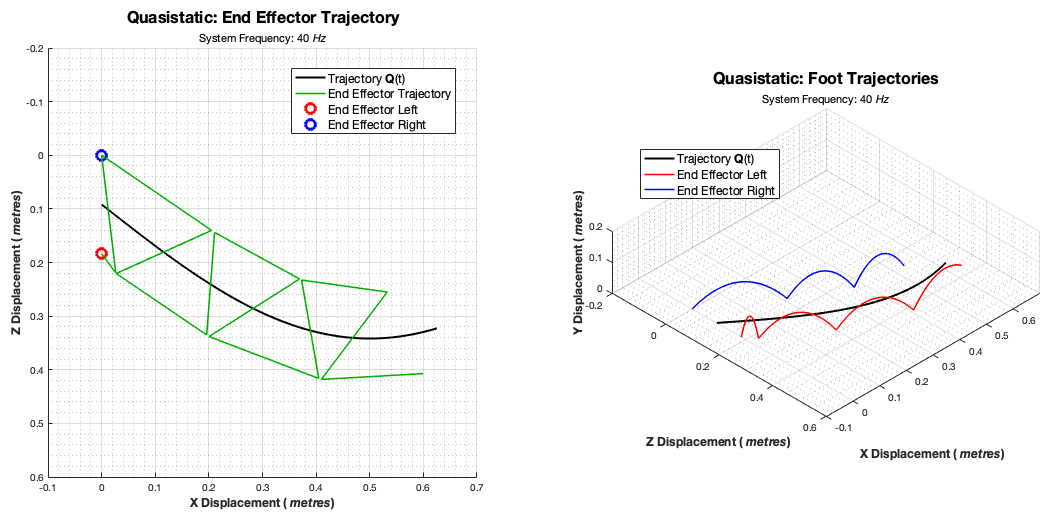 Quasistatic: End Effector Trajectory
System Frequency: 40 Hz
-0.2
-0.1
0
0.1
0.2
0.3
0.4
0.5
0.6
Z Displacement ( metres)
Trajectory Q(t)
End Effector Trajectory
End Effector Left
End Effector Right
-0.1
0
0.1
0.2
0.3
0.4
0.5
0.6
0.7
X Displacement ( metres)
Quasistatic: Foot Trajectories
System Frequency: 40 Hz
Trajectory Q(t)
End Effector Left
End Effector Right
0.2
0.1
0
Y Displacement ( metres)
-0.2
0
0.2
0.4
0.6
Z Displacement ( metres)
-0.1
0
0.1
0.2
0.3
0.4
0.5
0.6
X Displacement ( metres)